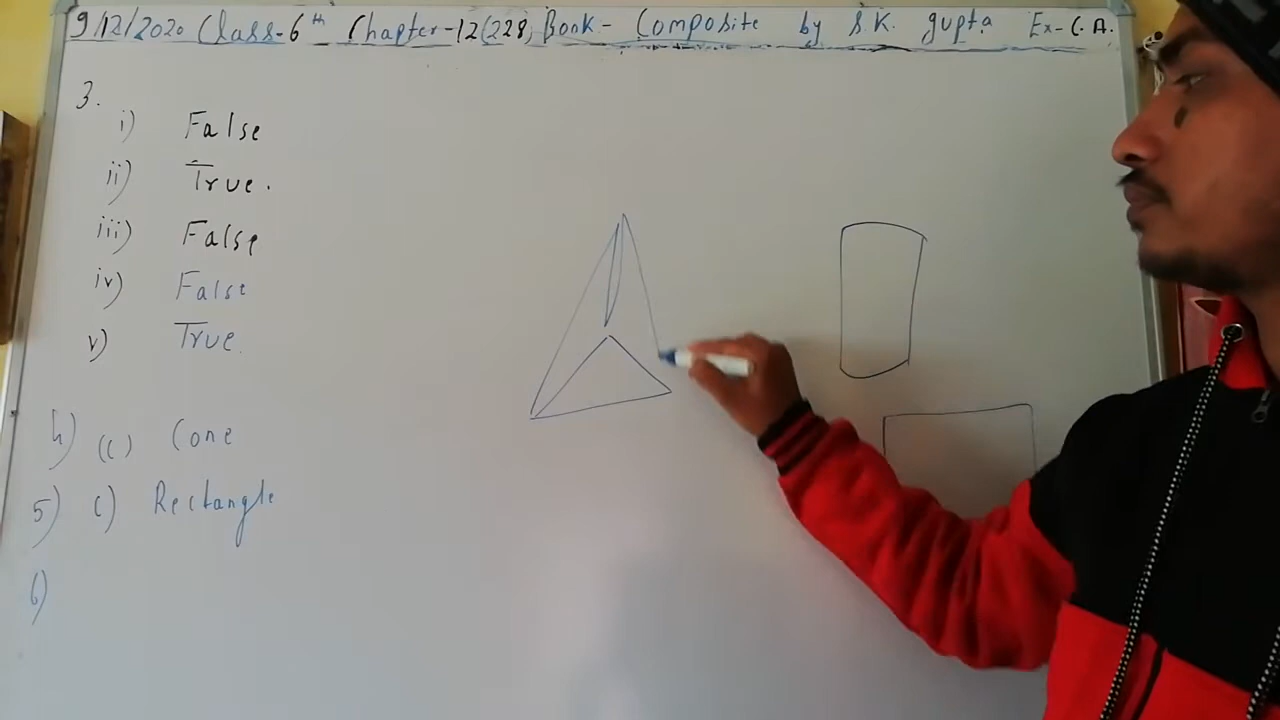 9/12/2020 Class-6th Chapter-12(228) Book- Composite by S.K. gupta Ex-C.A.
3.
i) False
ii) True.
iii) False
iv) False
v) True.
4) (c) Cone
5) c) Rectangle
6)